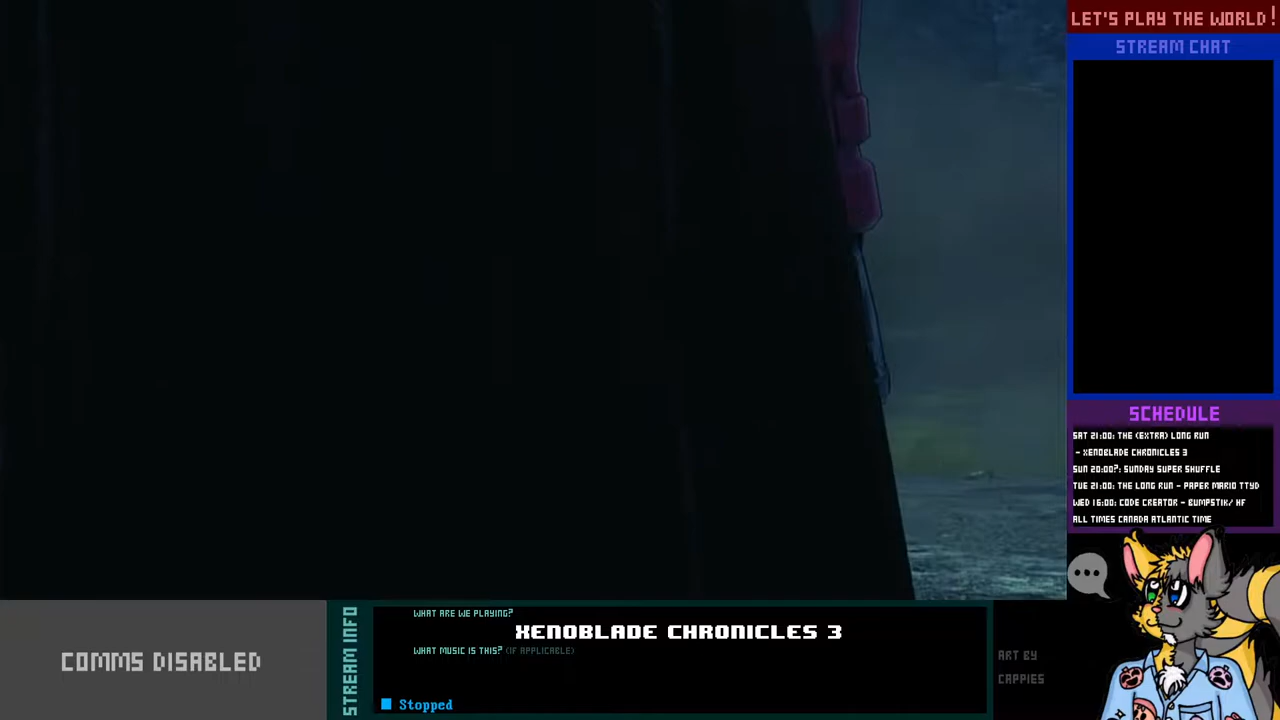 LET'S PLAY THE WORLD!
STREAM CHAT
SCHEDULE
SAT 21:00: THE (EXTRA) LONG RUN
- XENOBLADE CHRONICLES 3
SUN 20:00?: SUNDAY SUPER SHUFFLE
TUE 21:00: THE LONG RUN - PAPER MARIO TTYD
WED 16:00: CODE CREATOR - BUMPSTIK/ HF
ALL TIMES CANADA ATLANTIC TIME
COMMS DISABLED
STREAM INFO
WHAT ARE WE PLAYING?
XENOBLADE CHRONICLES 3
WHAT MUSIC IS THIS? (IF APPLICABLE)
Stopped
ART BY
CAPPIES